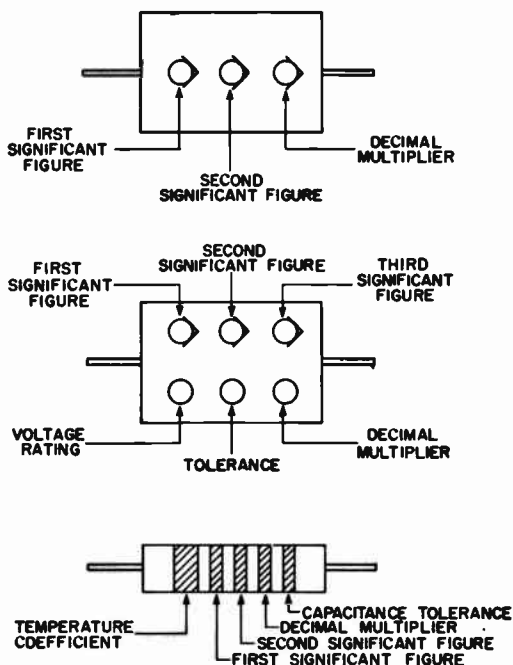 FIRST
SIGNIFICANT
FIGURE
SECOND
SIGNIFICANT FIGURE
DECIMAL
MULTIPLIER
FIRST
SIGNIFICANT
FIGURE
SECOND
SIGNIFICANT FIGURE
THIRD
SIGNIFICANT
FIGURE
VOLTAGE
RATING
TOLERANCE
DECIMAL
MULTIPLIER
TEMPERATURE
COEFFICIENT
CAPACITANCE TOLERANCE
DECIMAL MULTIPLIER
SECOND SIGNIFICANT FIGURE
FIRST SIGNIFICANT FIGURE